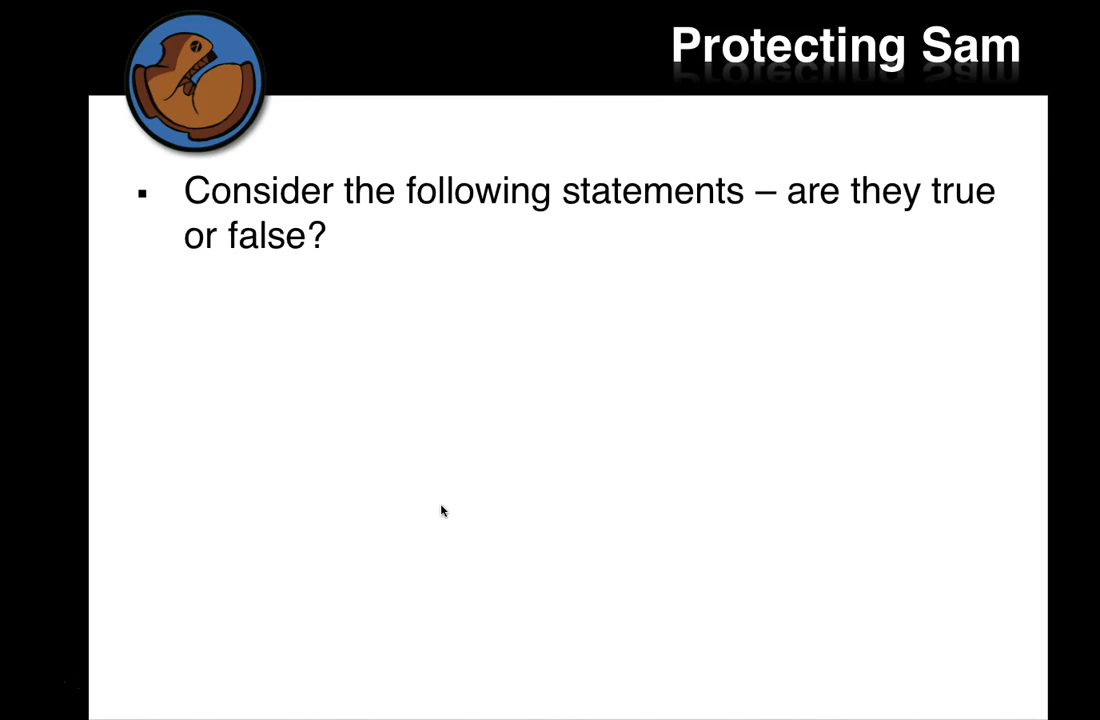 Protecting Sam
▪ Consider the following statements – are they true
or false?